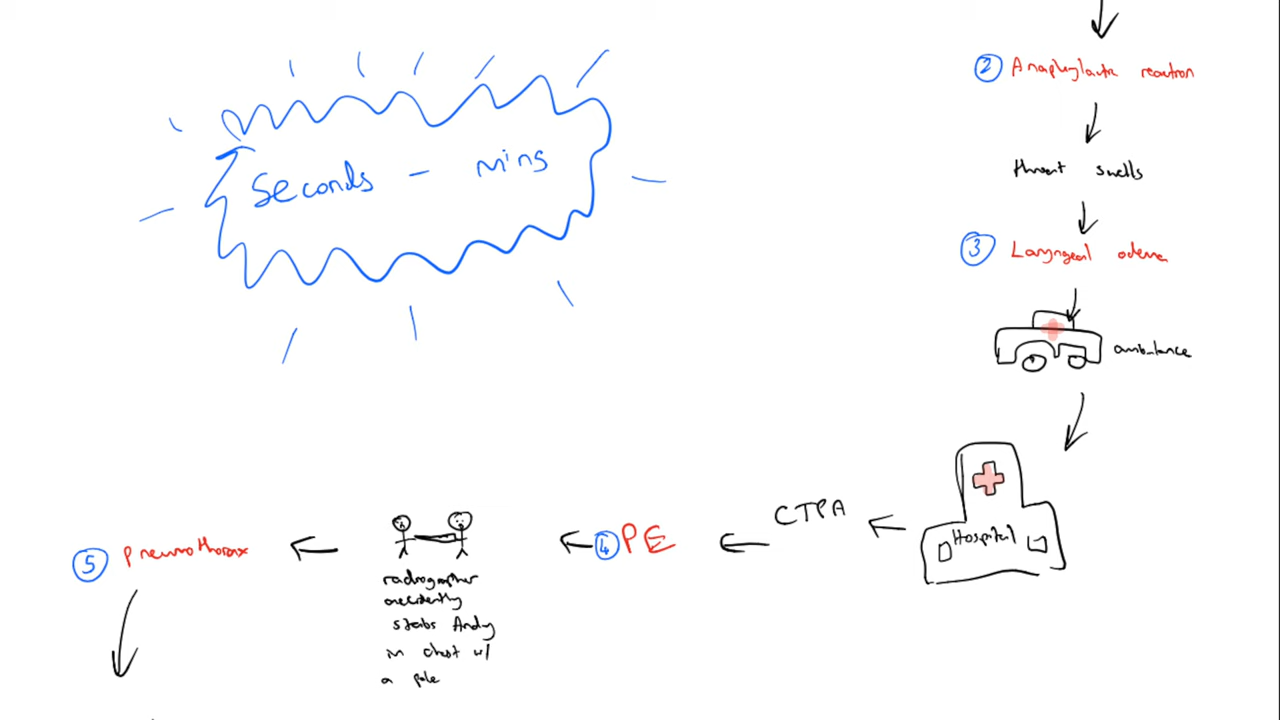 Seconds - mins
② Anaphylactic reaction
throat swells
③ Laryngeal odema
ambulance
Hospital
CTPA
④ PE
radiographer
accidently
stabs Andy
in chest w/
a pole
⑤ Pneumothorax